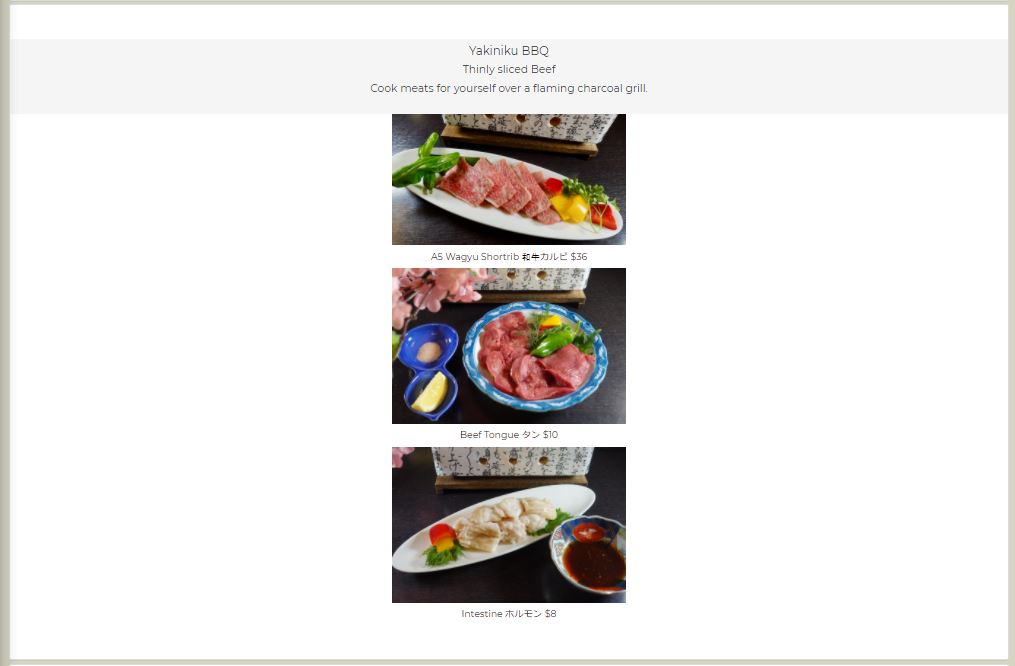 Yakiniku BBQ
Thinly sliced Beef
Cook meats for yourself over a flaming charcoal grill.
A5 Wagyu Shortrib 和牛カルビ $36
Beef Tongue タン $10
Intestine ホルモン $8